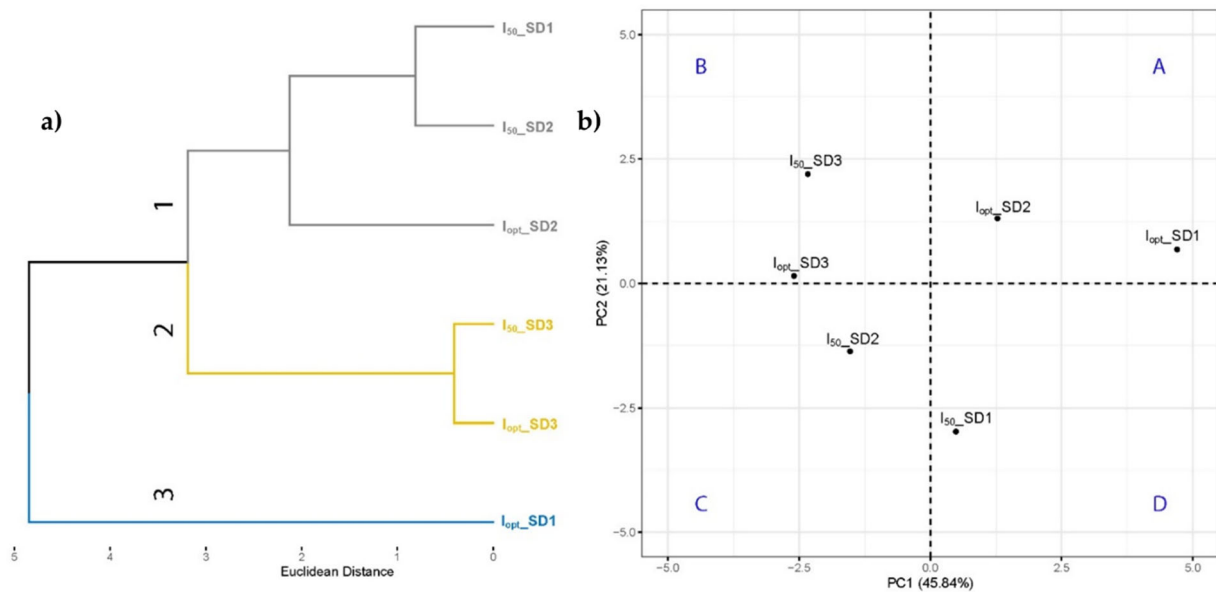 a)
I50_SD1
I50_SD2
Iopt_SD2
I50_SD3
Iopt_SD3
Iopt_SD1
1
2
3
5 4 3 2 1 0
Euclidean Distance
b)
B A
C D
I50_SD3
Iopt_SD2
Iopt_SD1
Iopt_SD3
I50_SD2
I50_SD1
PC2 (21.13%)
5.0
2.5
0.0
-2.5
-5.0
-5.0 -2.5 0.0 2.5 5.0
PC1 (45.84%)